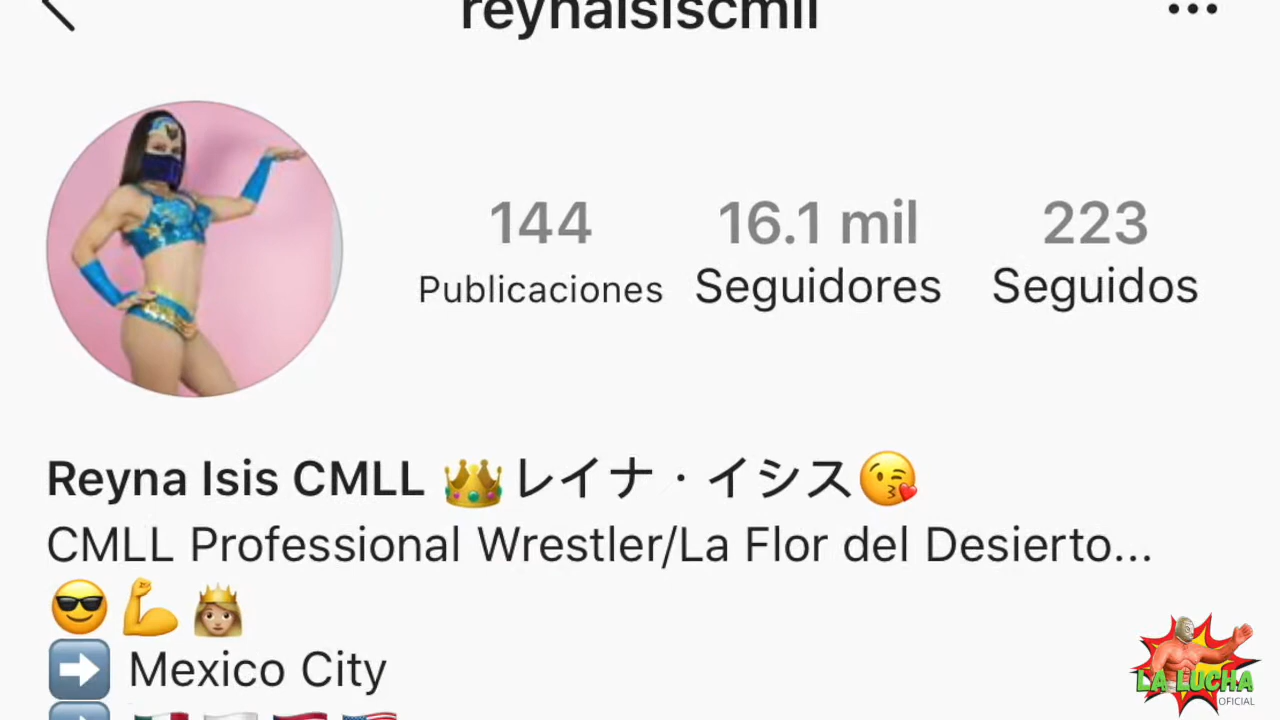 reynaisiscmll
144
16.1 mil
223
Publicaciones
Seguidores
Seguidos
Reyna Isis CMLL 👑レイナ・イシス😘
CMLL Professional Wrestler/La Flor del Desierto...
😎💪👸🏼
➡️ Mexico City
LA LUCHA
OFICIAL